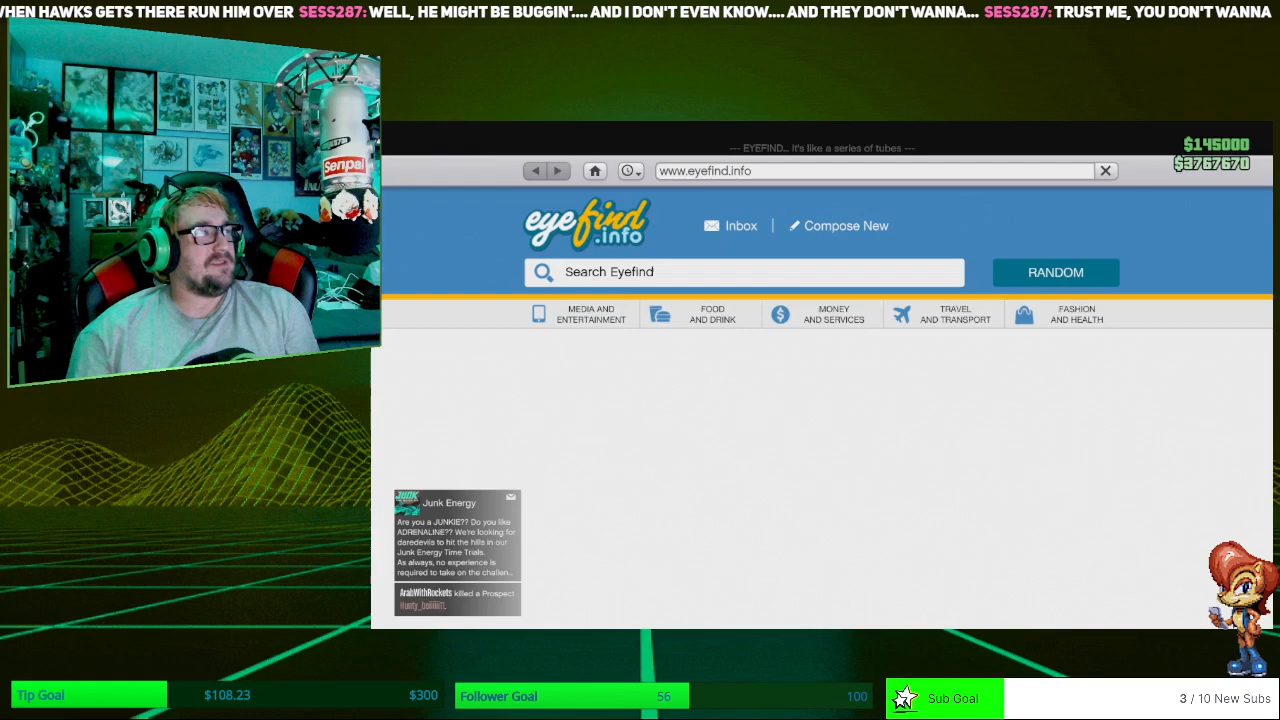 WHEN HAWKS GETS THERE RUN HIM OVER SESS287: WELL, HE MIGHT BE BUGGIN'.... AND I DON'T EVEN KNOW.... AND THEY DON'T WANNA... SESS287: TRUST ME, YOU DON'T WANNA
Senpai
--- EYEFIND... It's like a series of tubes ---
$145000
$3767270
www.eyefind.info
eyefind.info
Inbox
Compose New
Search Eyefind
RANDOM
MEDIA AND ENTERTAINMENT
FOOD AND DRINK
MONEY AND SERVICES
TRAVEL AND TRANSPORT
FASHION AND HEALTH
JUNK
Junk Energy
Are you a JUNKIE?? Do you like
ADRENALINE?? We're looking for
daredevils to hit the hills in our
Junk Energy Time Trials.
As always, no experience is
required to take on the challen...
ArabWithRockets killed a Prospect
Tip Goal $108.23 $300
Follower Goal 56 100
Sub Goal 3 / 10 New Subs